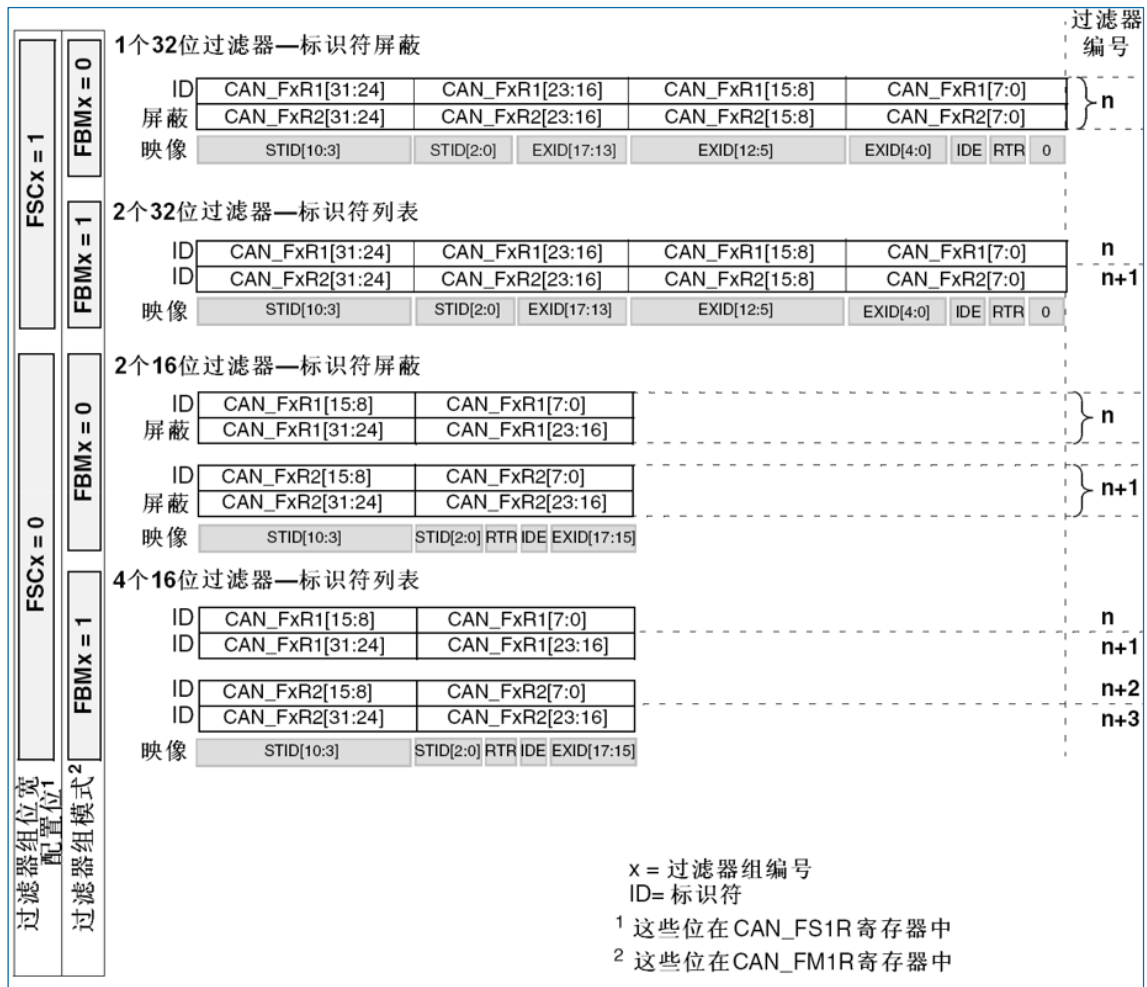 过滤器
编号
1个32位过滤器—标识符屏蔽
ID CAN_FxR1[31:24] CAN_FxR1[23:16] CAN_FxR1[15:8] CAN_FxR1[7:0] n
屏蔽 CAN_FxR2[31:24] CAN_FxR2[23:16] CAN_FxR2[15:8] CAN_FxR2[7:0]
映像 STID[10:3] STID[2:0] EXID[17:13] EXID[12:5] EXID[4:0] IDE RTR 0
FSCx = 1
FBMx = 0
2个32位过滤器—标识符列表
ID CAN_FxR1[31:24] CAN_FxR1[23:16] CAN_FxR1[15:8] CAN_FxR1[7:0] n
ID CAN_FxR2[31:24] CAN_FxR2[23:16] CAN_FxR2[15:8] CAN_FxR2[7:0] n+1
映像 STID[10:3] STID[2:0] EXID[17:13] EXID[12:5] EXID[4:0] IDE RTR 0
FBMx = 1
2个16位过滤器—标识符屏蔽
ID CAN_FxR1[15:8] CAN_FxR1[7:0] n
屏蔽 CAN_FxR1[31:24] CAN_FxR1[23:16]
ID CAN_FxR2[15:8] CAN_FxR2[7:0] n+1
屏蔽 CAN_FxR2[31:24] CAN_FxR2[23:16]
映像 STID[10:3] STID[2:0] RTR IDE EXID[17:15]
FSCx = 0
FBMx = 0
4个16位过滤器—标识符列表
ID CAN_FxR1[15:8] CAN_FxR1[7:0] n
ID CAN_FxR1[31:24] CAN_FxR1[23:16] n+1
ID CAN_FxR2[15:8] CAN_FxR2[7:0] n+2
ID CAN_FxR2[31:24] CAN_FxR2[23:16] n+3
映像 STID[10:3] STID[2:0] RTR IDE EXID[17:15]
FBMx = 1
过滤器组位宽
配置位1
过滤器组模式2
x = 过滤器组编号
ID= 标识符
1 这些位在CAN_FS1R寄存器中
2 这些位在CAN_FM1R寄存器中